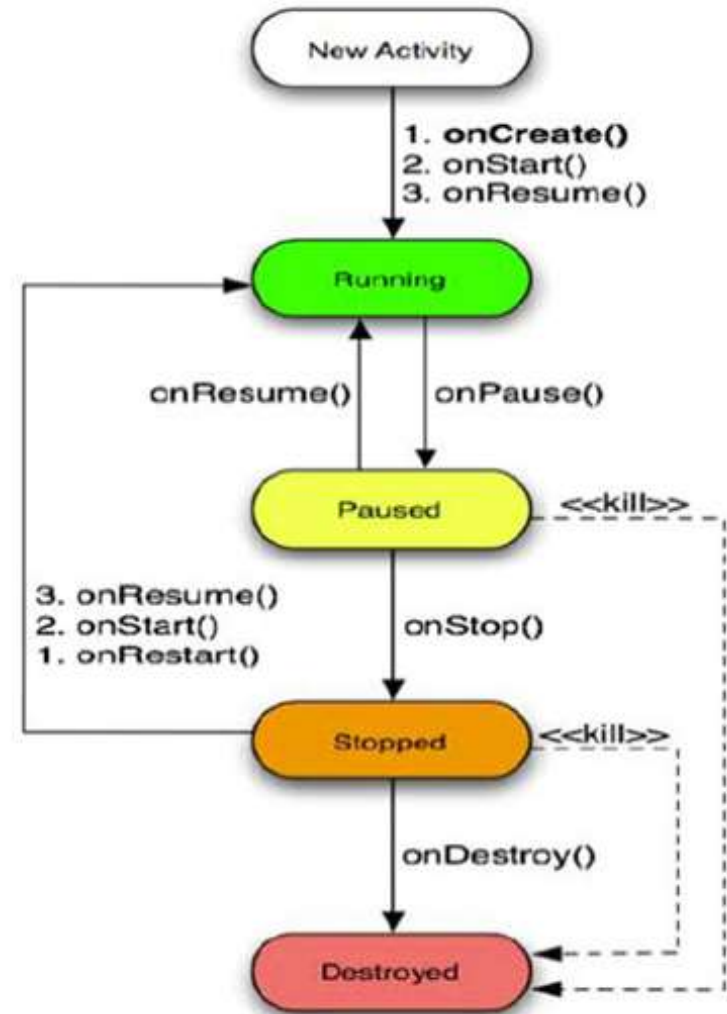 New Activity
1. onCreate()
2. onStart()
3. onResume()
Running
onResume()
onPause()
Paused
<<kill>>
3. onResume()
2. onStart()
1. onRestart()
onStop()
Stopped
<<kill>>
onDestroy()
Destroyed